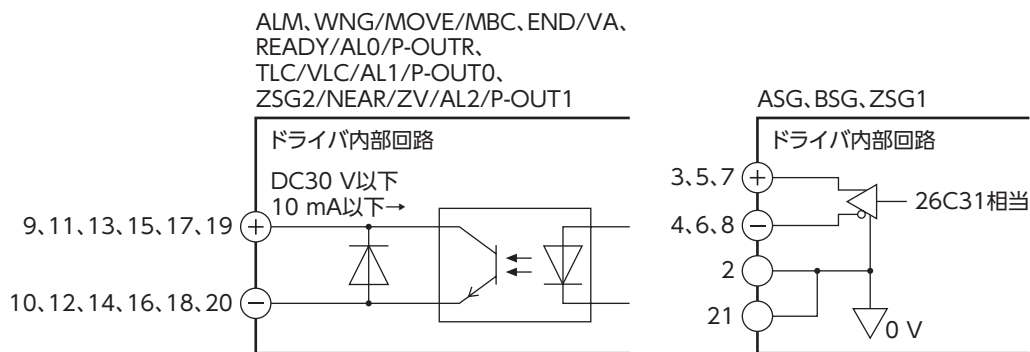 ALM、WNG/MOVE/MBC、END/VA、
READY/AL0/P-OUTR、
TLC/VLC/AL1/P-OUT0、
ZSG2/NEAR/ZV/AL2/P-OUT1
ドライバ内部回路
DC30 V以下
10 mA以下→
9、11、13、15、17、19
10、12、14、16、18、20
ASG、BSG、ZSG1
ドライバ内部回路
3、5、7
26C31相当
4、6、8
2
21
0 V